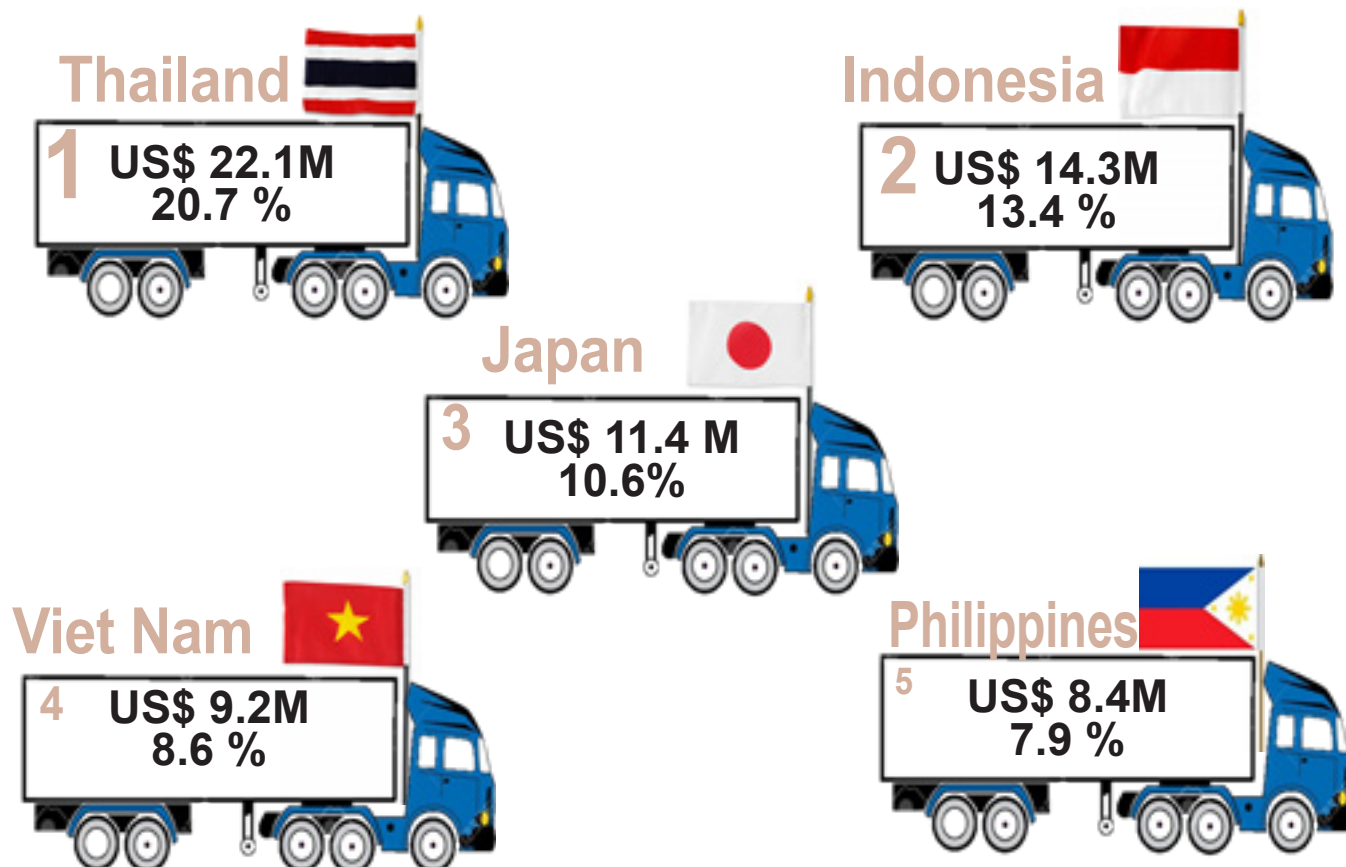 Thailand
1
US$ 22.1M
20.7 %
Indonesia
2
US$ 14.3M
13.4 %
Japan
3
US$ 11.4 M
10.6%
Viet Nam
4
US$ 9.2M
8.6 %
Philippines
5
US$ 8.4M
7.9 %